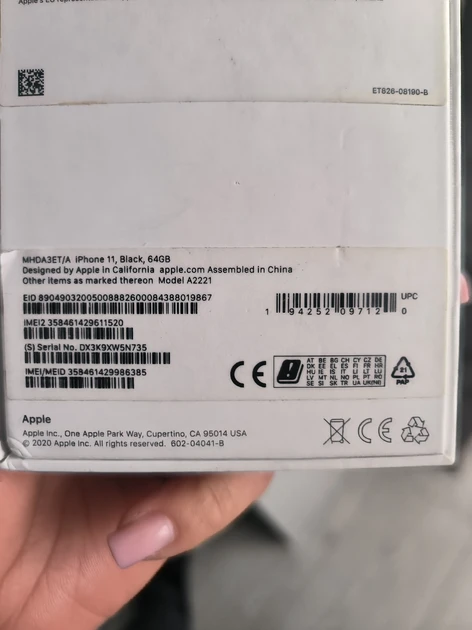 ET826-08190-B
MHDA3ET/A iPhone 11, Black, 64GB
Designed by Apple in California apple.com Assembled in China
Other items as marked thereon Model A2221
EID 89049032005008882600084388019867
UPC
1 94252 09712 0
IMEI2 358461429611520
(S) Serial No. DX3K9XW5N735
IMEI/MEID 358461429986385
CE
AT BE BG CH CY CZ DE
DK EE EL ES FI FR HR
HU IE IS IT LI LT LU
LV MT NL NO PL PT RO
SE SI SK TR UA UK(NI)
21
PAP
Apple
Apple Inc., One Apple Park Way, Cupertino, CA 95014 USA
© 2020 Apple Inc. All rights reserved. 602-04041-B
CE